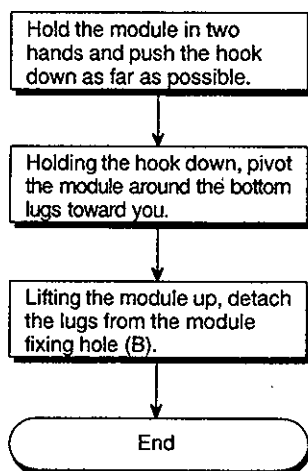 Hold the module in two
hands and push the hook
down as far as possible.
Holding the hook down, pivot
the module around the bottom
lugs toward you.
Lifting the module up, detach
the lugs from the module
fixing hole (B).
End